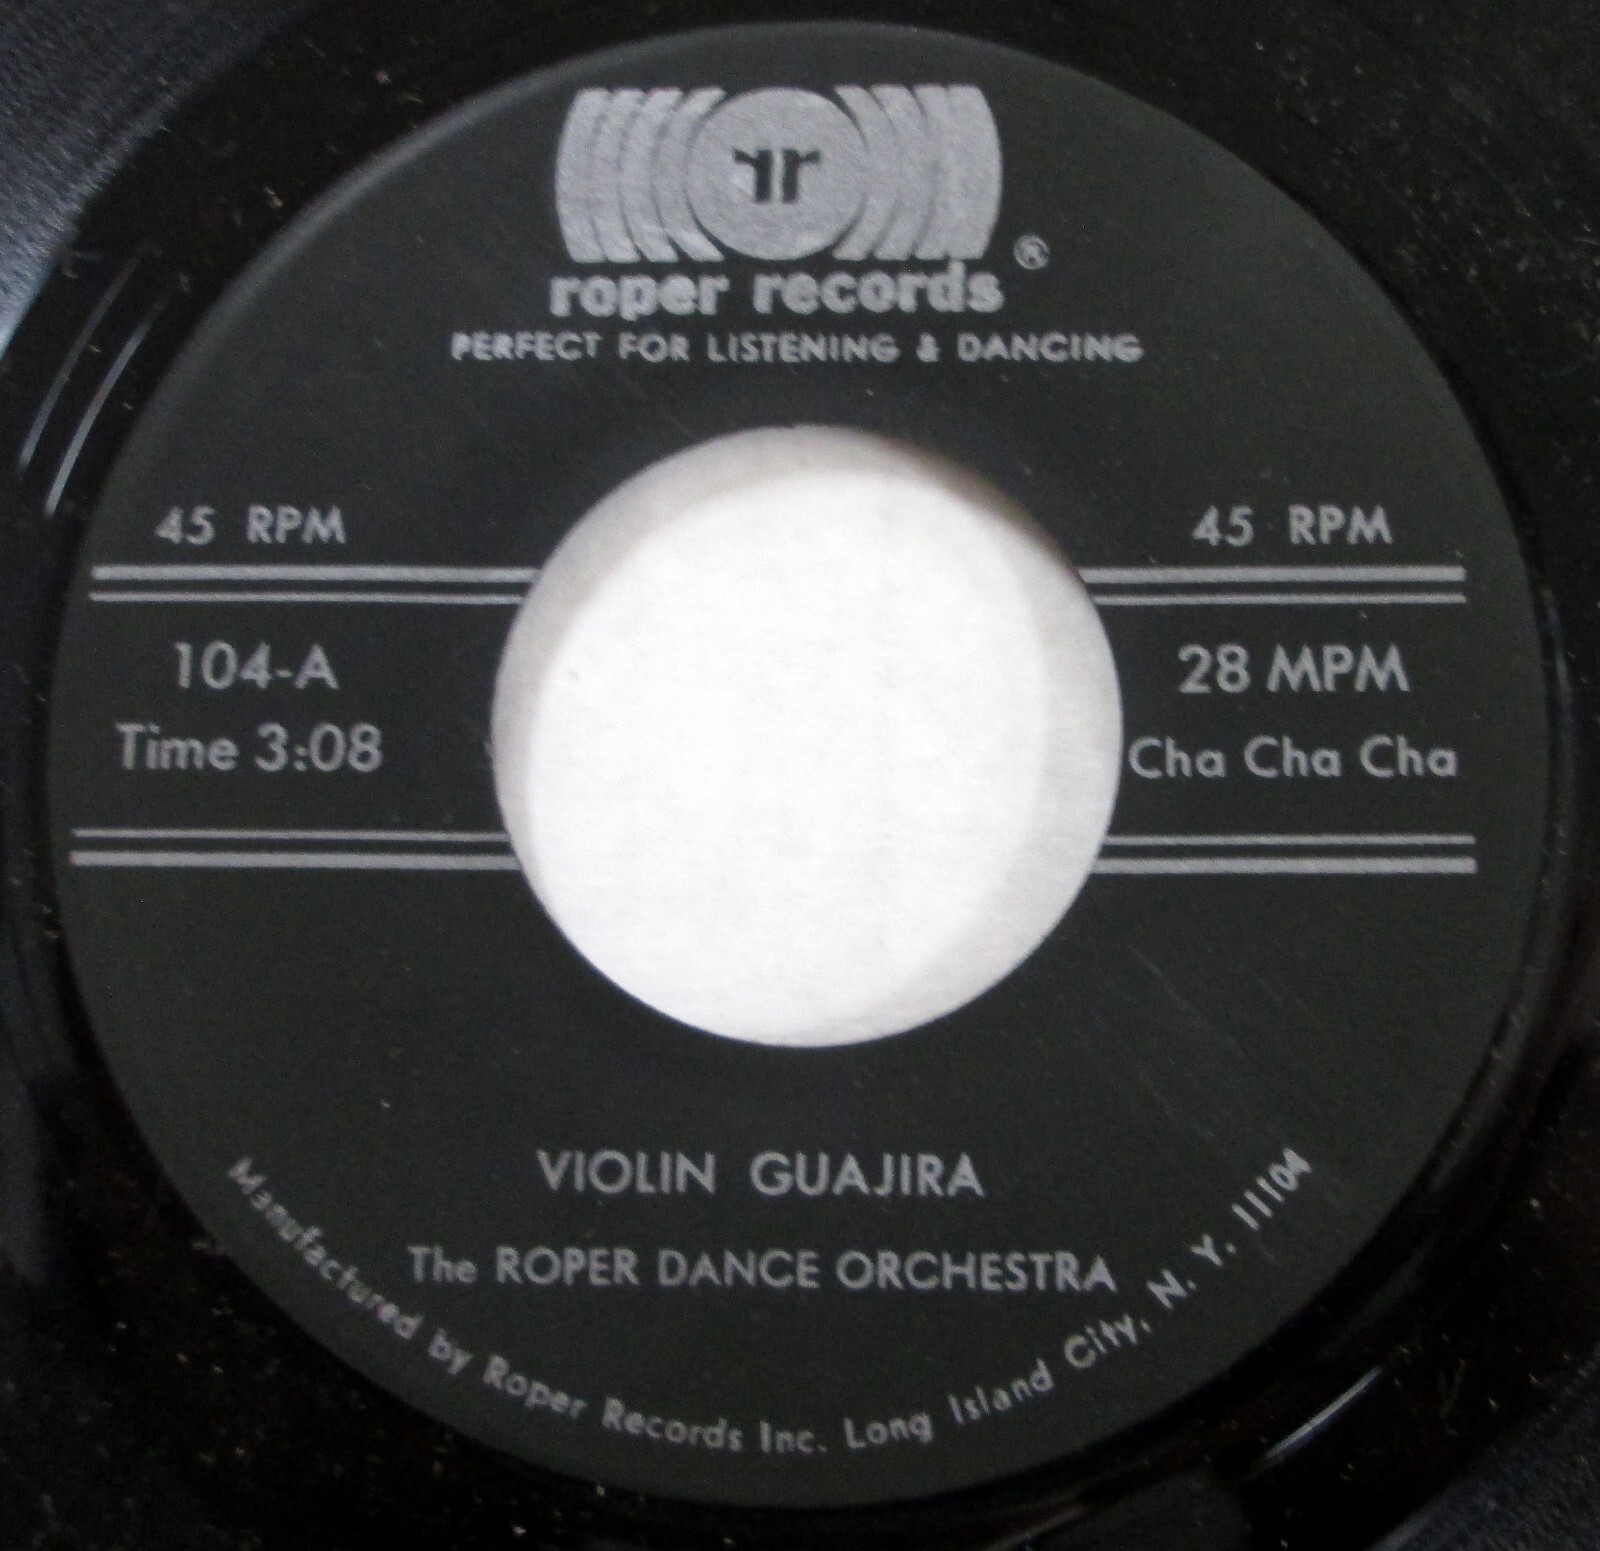 rr
roper records ®
PERFECT FOR LISTENING & DANCING
45 RPM
45 RPM
104-A
Time 3:08
28 MPM
Cha Cha Cha
VIOLIN GUAJIRA
The ROPER DANCE ORCHESTRA
Manufactured by Roper Records Inc. Long Island City, N. Y. 11104